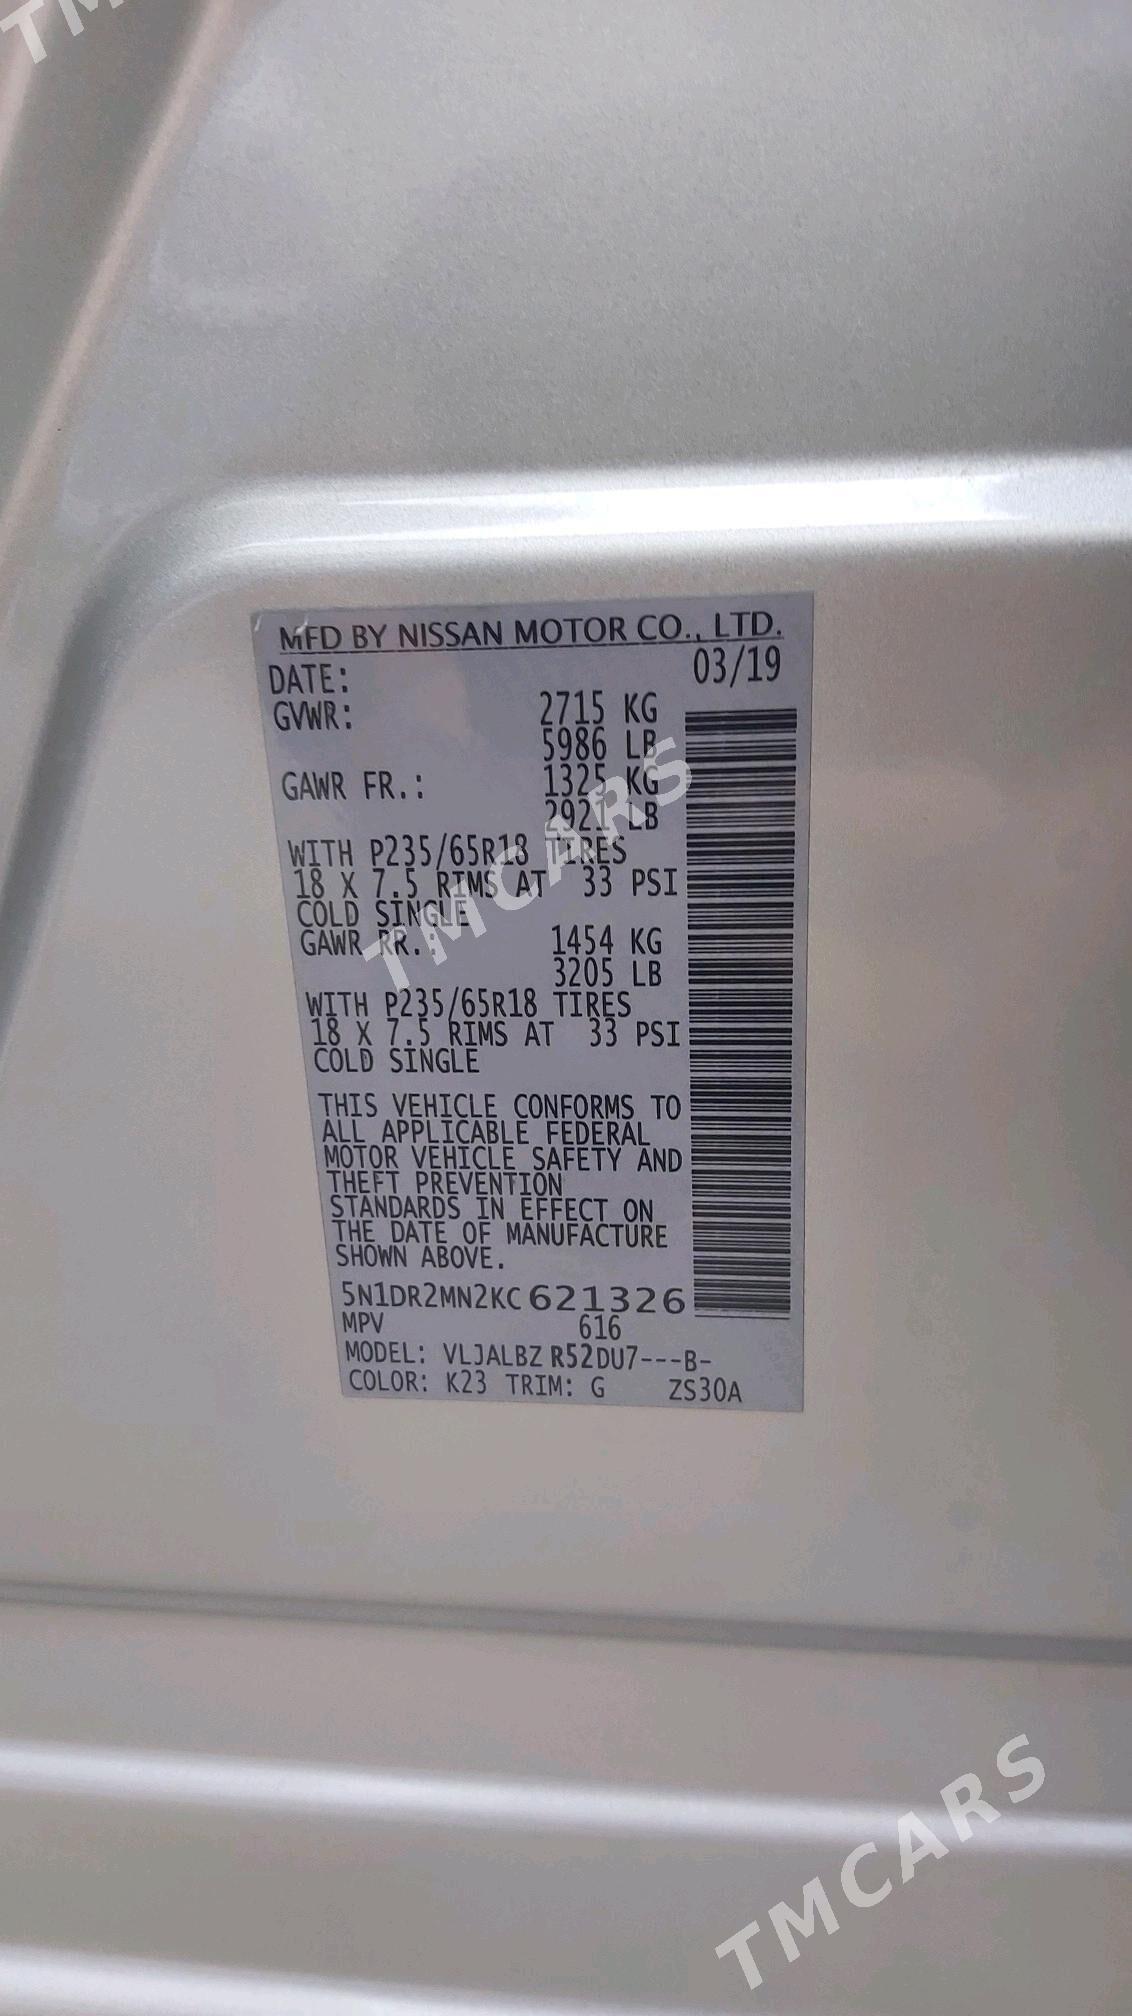 TM
MFD BY NISSAN MOTOR CO., LTD.
DATE: 03/19
GVWR: 2715 KG
5986 LB
GAWR FR.: 1325 KG
2921 LB
WITH P235/65R18 TIRES
18 X 7.5 RIMS AT 33 PSI
COLD SINGLE
GAWR RR.: 1454 KG
3205 LB
WITH P235/65R18 TIRES
18 X 7.5 RIMS AT 33 PSI
COLD SINGLE
THIS VEHICLE CONFORMS TO
ALL APPLICABLE FEDERAL
MOTOR VEHICLE SAFETY AND
THEFT PREVENTION
STANDARDS IN EFFECT ON
THE DATE OF MANUFACTURE
SHOWN ABOVE.
5N1DR2MN2KC621326
MPV 616
MODEL: VLJALBZ R52DU7---B-
COLOR: K23 TRIM: G ZS30A
TMCARS
TMCARS